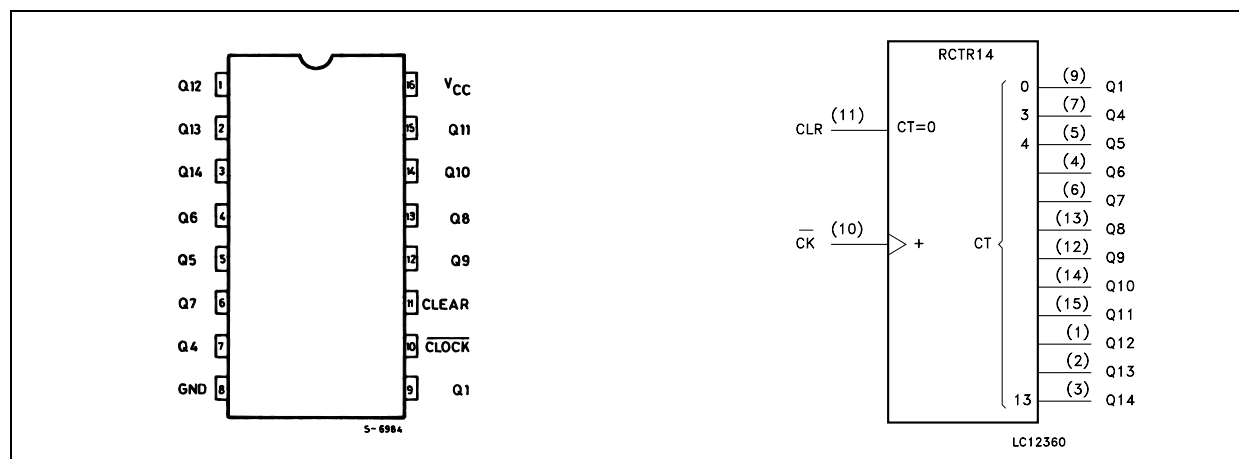 Q12 1 16 VCC
Q13 2 15 Q11
Q14 3 14 Q10
Q6 4 13 Q8
Q5 5 12 Q9
Q7 6 11 CLEAR
Q4 7 10 CLOCK
GND 8 9 Q1
S-6984
RCTR14
0 (9) Q1
3 (7) Q4
CLR (11) CT=0
4 (5) Q5
(4) Q6
(6) Q7
(13) Q8
CK (10) + CT
(12) Q9
(14) Q10
(15) Q11
(1) Q12
(2) Q13
13 (3) Q14
LC12360